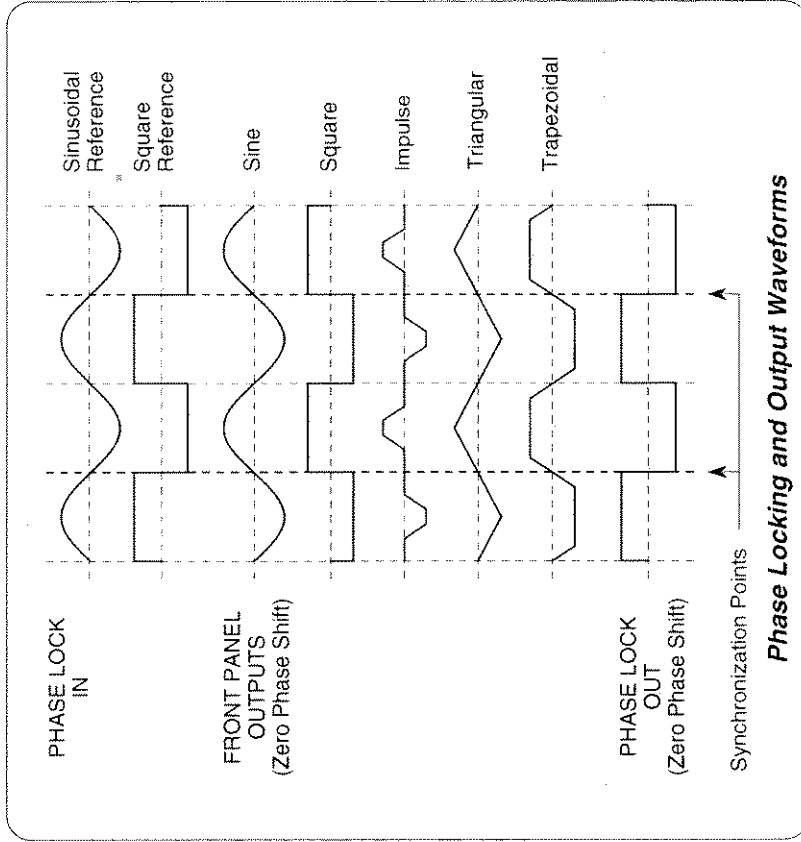 PHASE LOCK
IN
Sinusoidal
Reference
Square
Reference
FRONT PANEL
OUTPUTS
(Zero Phase Shift)
Sine
Square
Impulse
Triangular
Trapezoidal
PHASE LOCK
OUT
(Zero Phase Shift)
Synchronization Points
Phase Locking and Output Waveforms